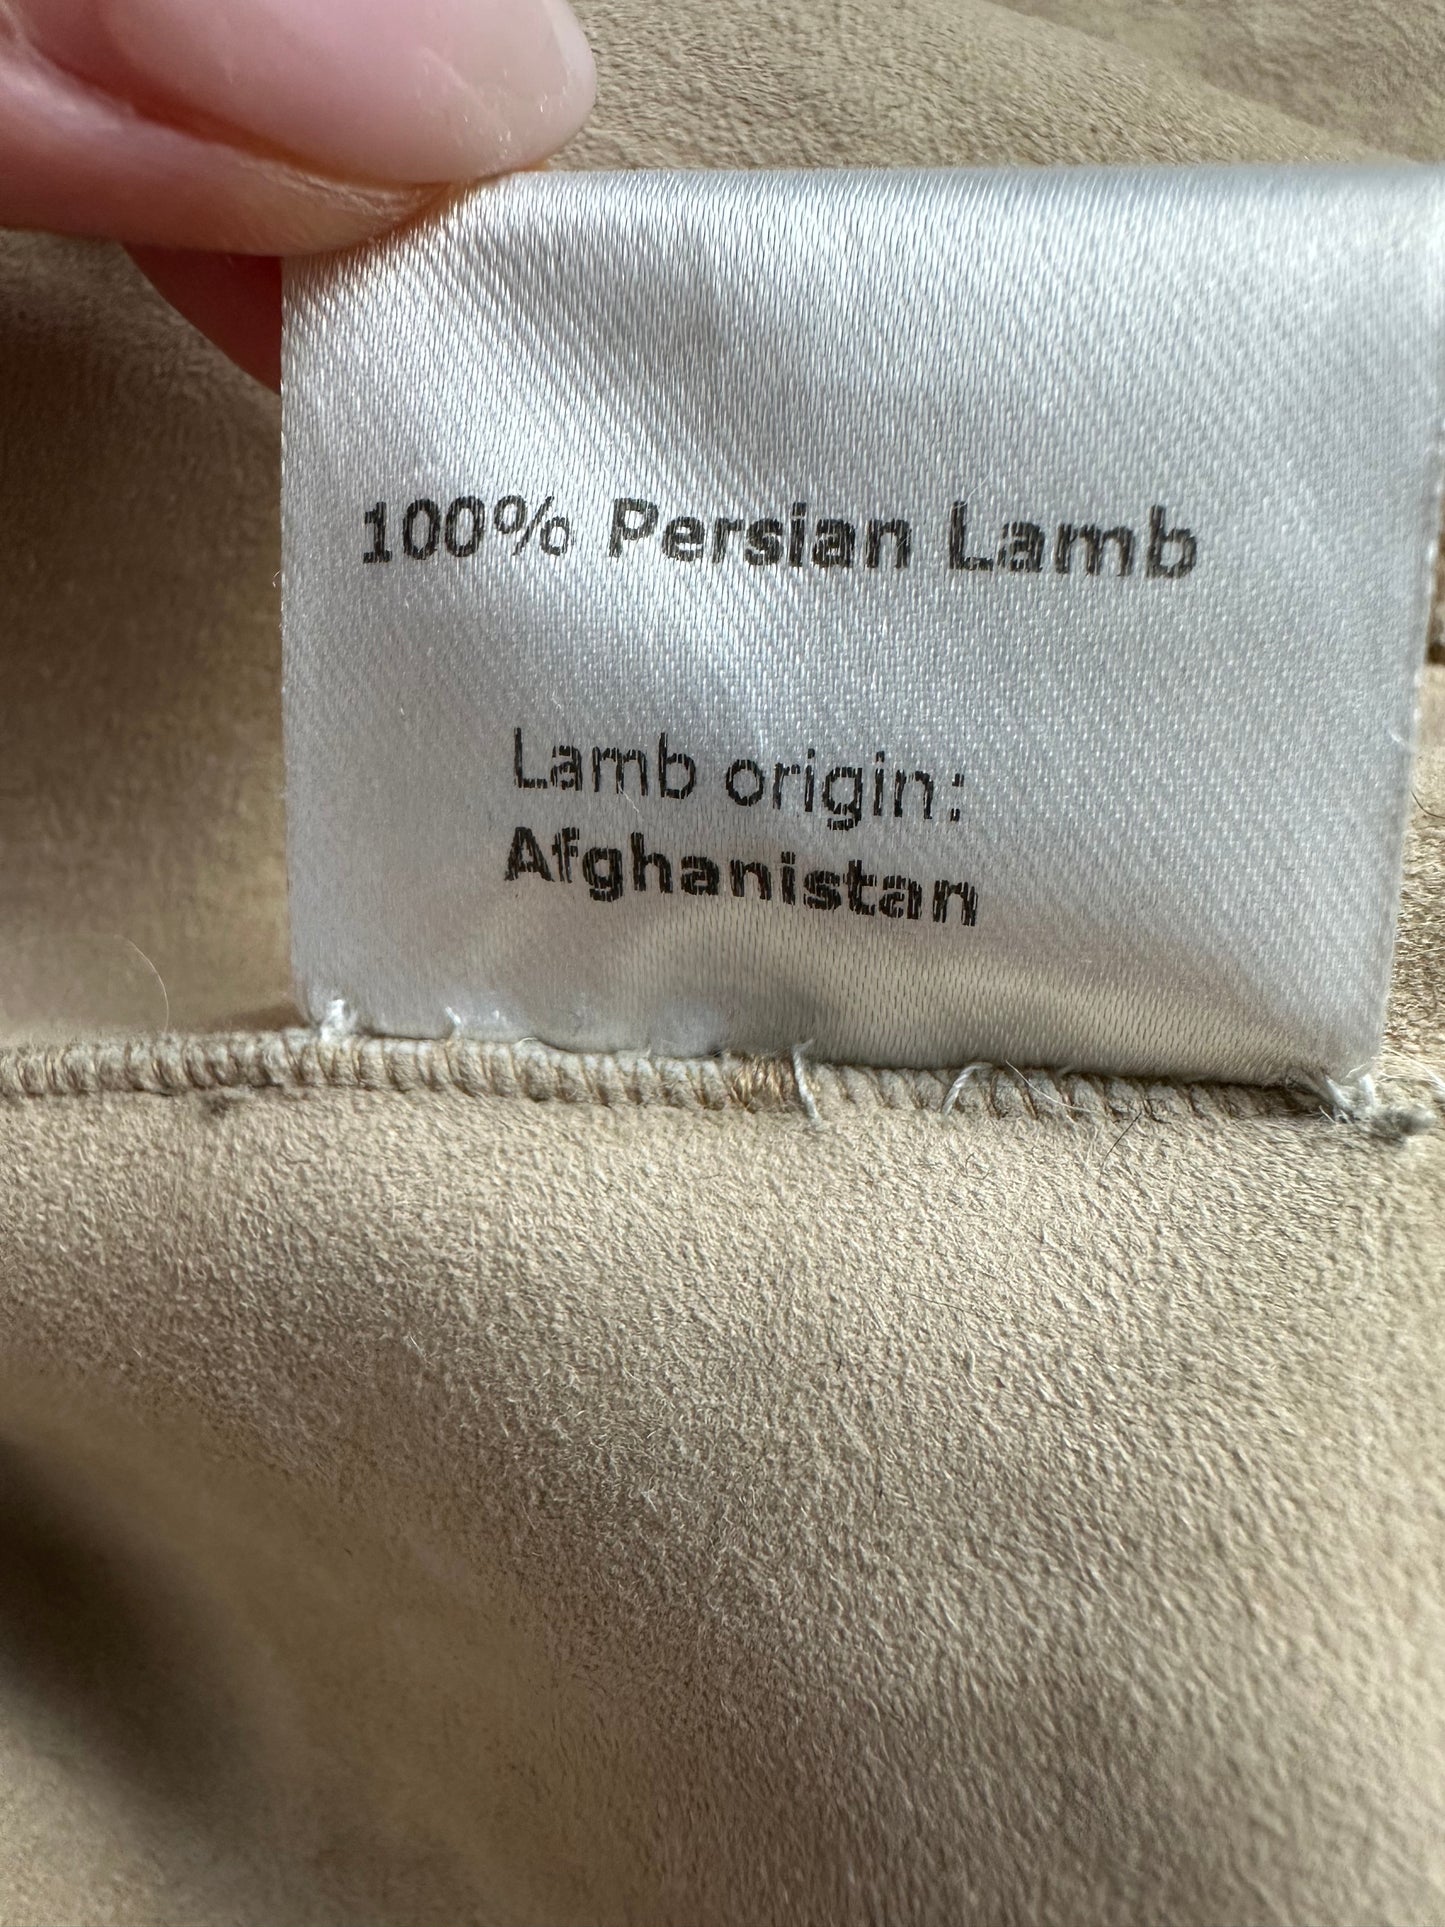 100% Persian Lamb
Lamb origin:
Afghanistan